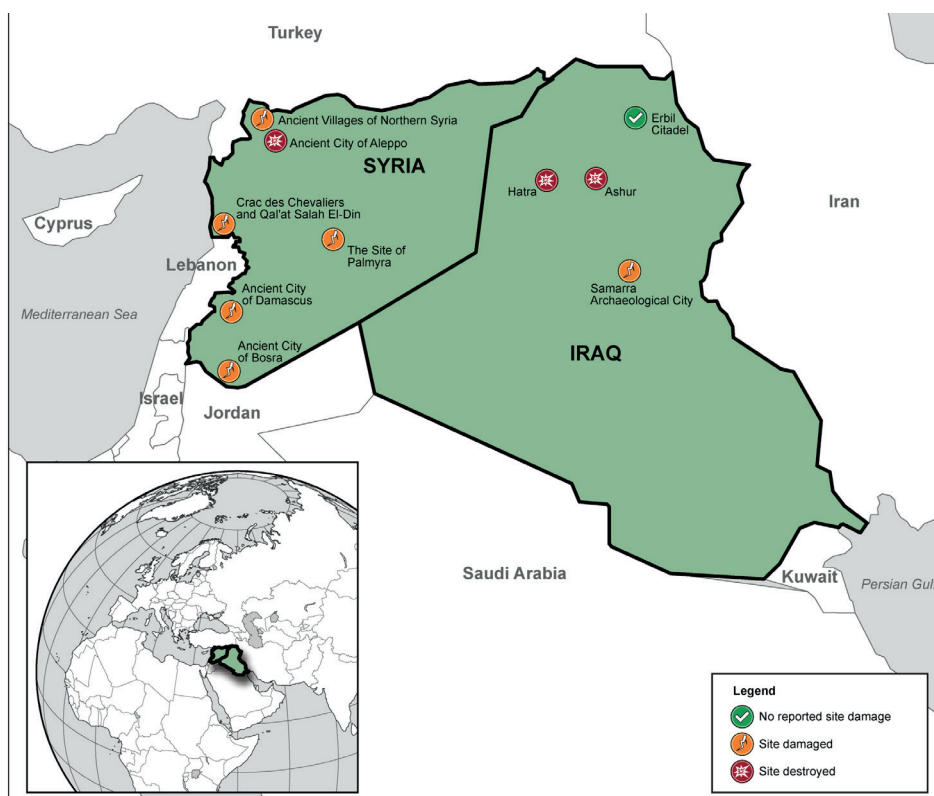 Turkey
Ancient Villages of Northern Syria
Ancient City of Aleppo
SYRIA
Erbil
Citadel
Hatra
Ashur
Iran
Crac des Chevaliers
and Qal'at Salah El-Din
Cyprus
The Site of
Palmyra
Lebanon
Ancient City
of Damascus
Samarra
Archaeological City
Mediterranean Sea
Ancient City
of Bosra
IRAQ
Israel
Jordan
Saudi Arabia
Kuwait
Persian Gul
Legend
No reported site damage
Site damaged
Site destroyed